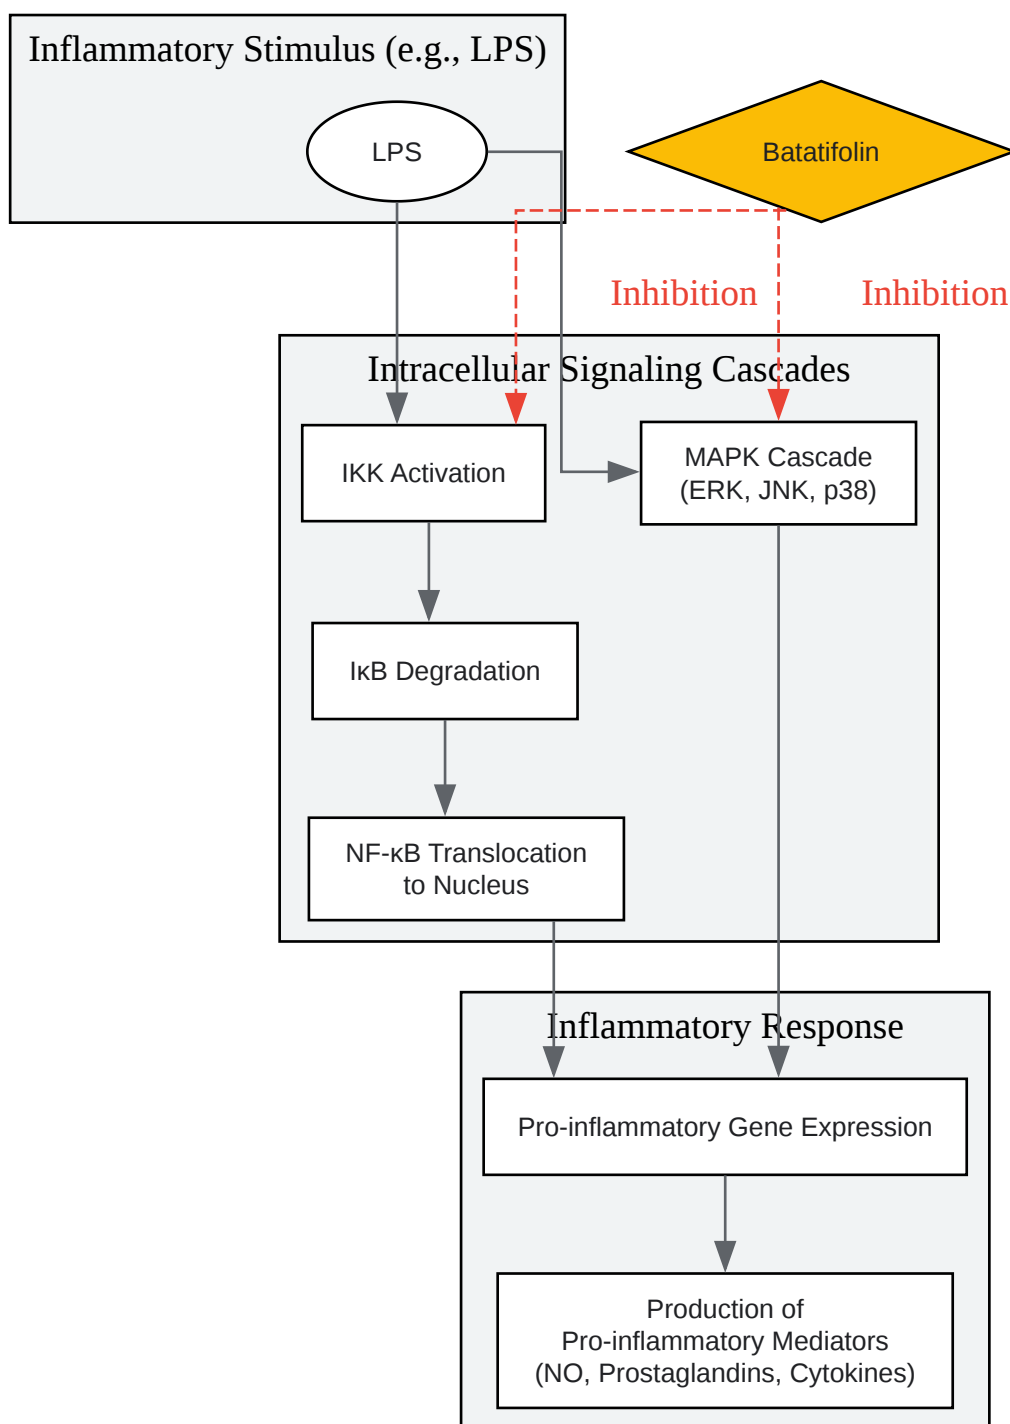 Inflammatory Stimulus (e.g., LPS)
LPS
Batatifolin
Inhibition
Inhibition
Intracellular Signaling Cascades
IKK Activation
MAPK Cascade
(ERK, JNK, p38)
IκB Degradation
NF-κB Translocation
to Nucleus
Inflammatory Response
Pro-inflammatory Gene Expression
Production of
Pro-inflammatory Mediators
(NO, Prostaglandins, Cytokines)